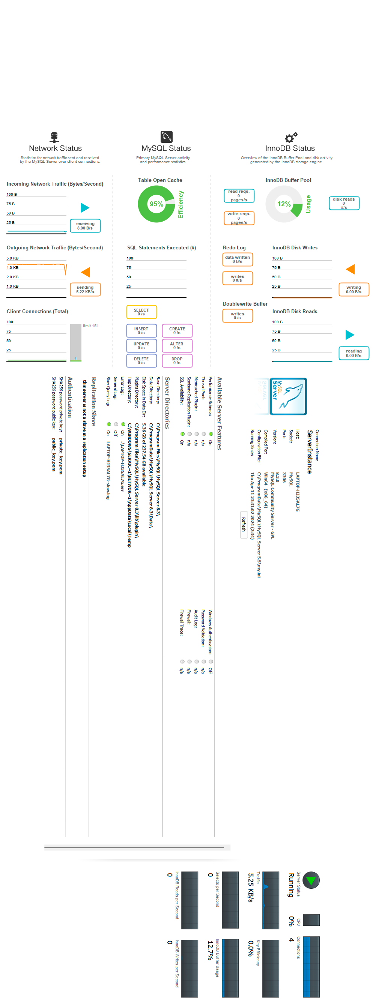 Network Status
Statistics for network traffic sent and received
by the MySQL Server over client connections.
Incoming Network Traffic (Bytes/Second)
100 B
75 B
50 B
25 B
receiving
8.00 B/s
Outgoing Network Traffic (Bytes/Second)
5.0 KB
4.0 KB
2.0 KB
1.0 KB
sending
5.22 KB/s
Client Connections (Total)
100
75
50
25
limit 151
4
MySQL Status
Primary MySQL Server activity
and performance statistics.
Table Open Cache
95%
Efficiency
SQL Statements Executed (#)
100
75
50
25
SELECT
0 /s
INSERT
0 /s
CREATE
0 /s
UPDATE
0 /s
ALTER
0 /s
DELETE
0 /s
DROP
0 /s
InnoDB Status
Overview of the InnoDB Buffer Pool and disk activity
generated by the InnoDB storage engine.
InnoDB Buffer Pool
read reqs.
0
pages/s
write reqs.
0
pages/s
12%
Usage
disk reads
0
#/s
Redo Log
data written
0 B/s
writes
0 #/s
Doublewrite Buffer
writes
0 /s
InnoDB Disk Writes
100 B
75 B
50 B
25 B
writing
0.00 B/s
InnoDB Disk Reads
100 B
75 B
50 B
25 B
reading
0.00 B/s
MySQL
Server
Connection Name
ServerInstance
Host: LAPTOP-HJ35AL7G
Socket: MySQL
Port: 3306
Version: 8.3.0
MySQL Community Server - GPL
Compiled For: Win64 (x86_64)
Configuration File: C:\ProgramData\MySQL\MySQL Server 5.5\my.ini
Running Since: Thu Apr 11 23:31:02 2024 (2:34)
Refresh
Available Server Features
Performance Schema: On
Thread Pool: n/a
Memcached Plugin: n/a
Semisync Replication Plugin: n/a
SSL Availability: On
Windows Authentication: Off
Password Validation: n/a
Audit Log: n/a
Firewall: n/a
Firewall Trace: n/a
Server Directories
Base Directory: C:\Program Files\MySQL\MySQL Server 8.3\
Data Directory: C:\ProgramData\MySQL\MySQL Server 8.3\Data\
Disk Space in Data Dir: 5.36 GB of 237.54 GB available
Plugins Directory: C:\Program Files\MySQL\MySQL Server 8.3\lib\plugin\
Tmp Directory: C:\WINDOWS\SERVIC~1\NETWOR~1\AppData\Local\Temp
Error Log: On .\LAPTOP-HJ35AL7G.err
General Log: Off
Slow Query Log: On LAPTOP-HJ35AL7G-slow.log
Replication Slave
this server is not a slave in a replication setup
Authentication
SHA256 password private key: private_key.pem
SHA256 password public key: public_key.pem
Server Status
Running
CPU
0%
Connections
4
Traffic
5.25 KB/s
Key Efficiency
0.0%
Selects per Second
0
InnoDB Buffer Usage
12.7%
InnoDB Reads per Second
0
InnoDB Writes per Second
0